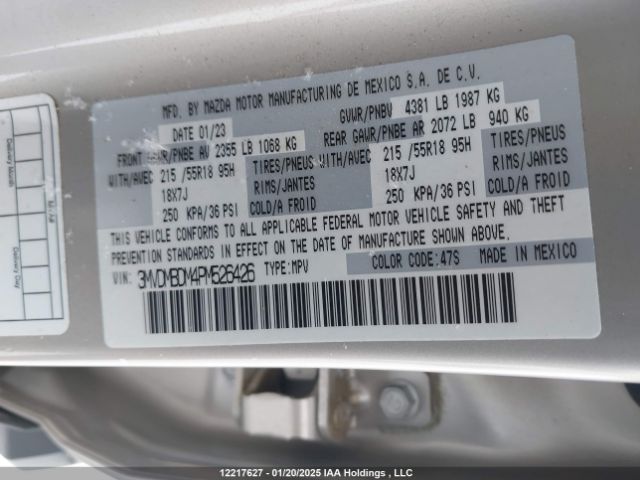 MFD. BY MAZDA MOTOR MANUFACTURING DE MEXICO S.A. DE C.V.
DATE 01/23 GVWR/PNBV 4381 LB 1987 KG
FRONT GAWR/PNBE AV 2355 LB 1068 KG REAR GAWR/PNBE AR 2072 LB 940 KG
WITH/AVEC 215 /55R18 95H TIRES/PNEUS WITH/AVEC 215 /55R18 95H TIRES/PNEUS
18X7J RIMS/JANTES 18X7J RIMS/JANTES
250 KPA/36 PSI COLD/A FROID 250 KPA/36 PSI COLD/A FROID
THIS VEHICLE CONFORMS TO ALL APPLICABLE FEDERAL MOTOR VEHICLE SAFETY AND THEFT
PREVENTION STANDARDS IN EFFECT ON THE DATE OF MANUFACTURE SHOWN ABOVE.
VIN: 3MVDMBDM4PM526426 TYPE:MPV COLOR CODE:47S MADE IN MEXICO
Delivery Month
Delivery
12217627 - 01/20/2025 IAA Holdings , LLC